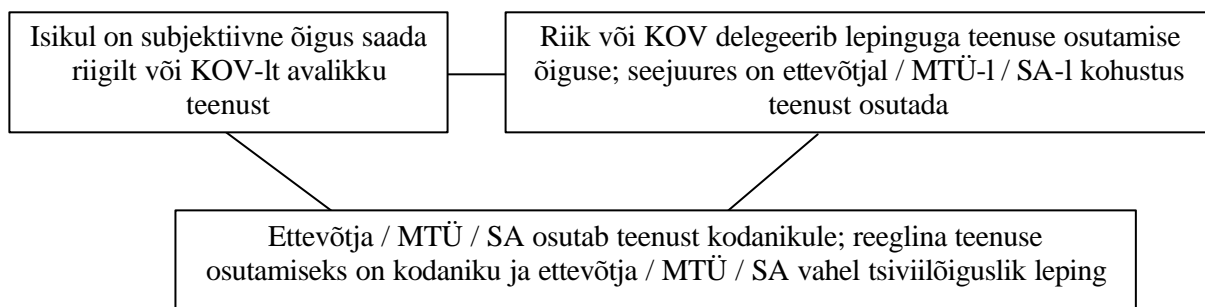 Isikul on subjektiivne õigus saada
riigilt või KOV-lt avalikku
teenust
Riik või KOV delegeerib lepinguga teenuse osutamise
õiguse; seejuures on ettevõtjal / MTÜ-l / SA-l kohustus
teenust osutada
Ettevõtja / MTÜ / SA osutab teenust kodanikule; reeglina teenuse
osutamiseks on kodaniku ja ettevõtja / MTÜ / SA vahel tsiviilõiguslik leping